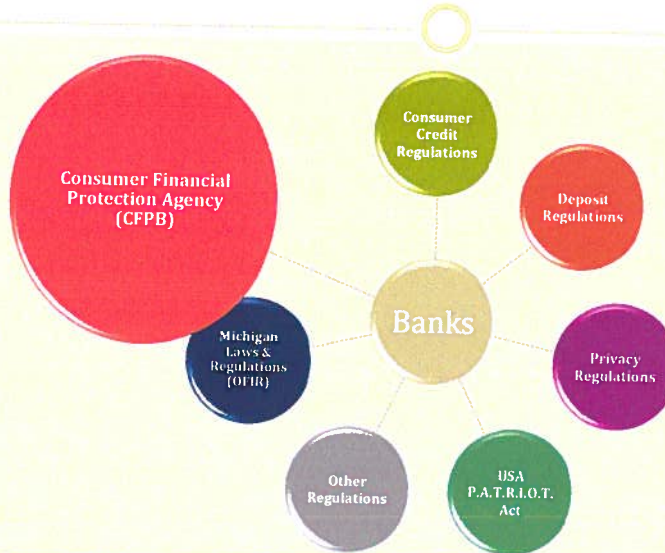 Consumer Financial
Protection Agency
(CFPB)
Consumer
Credit
Regulations
Deposit
Regulations
Banks
Michigan
Laws &
Regulations
(OFIR)
Privacy
Regulations
Other
Regulations
USA
P.A.T.R.I.O.T.
Act